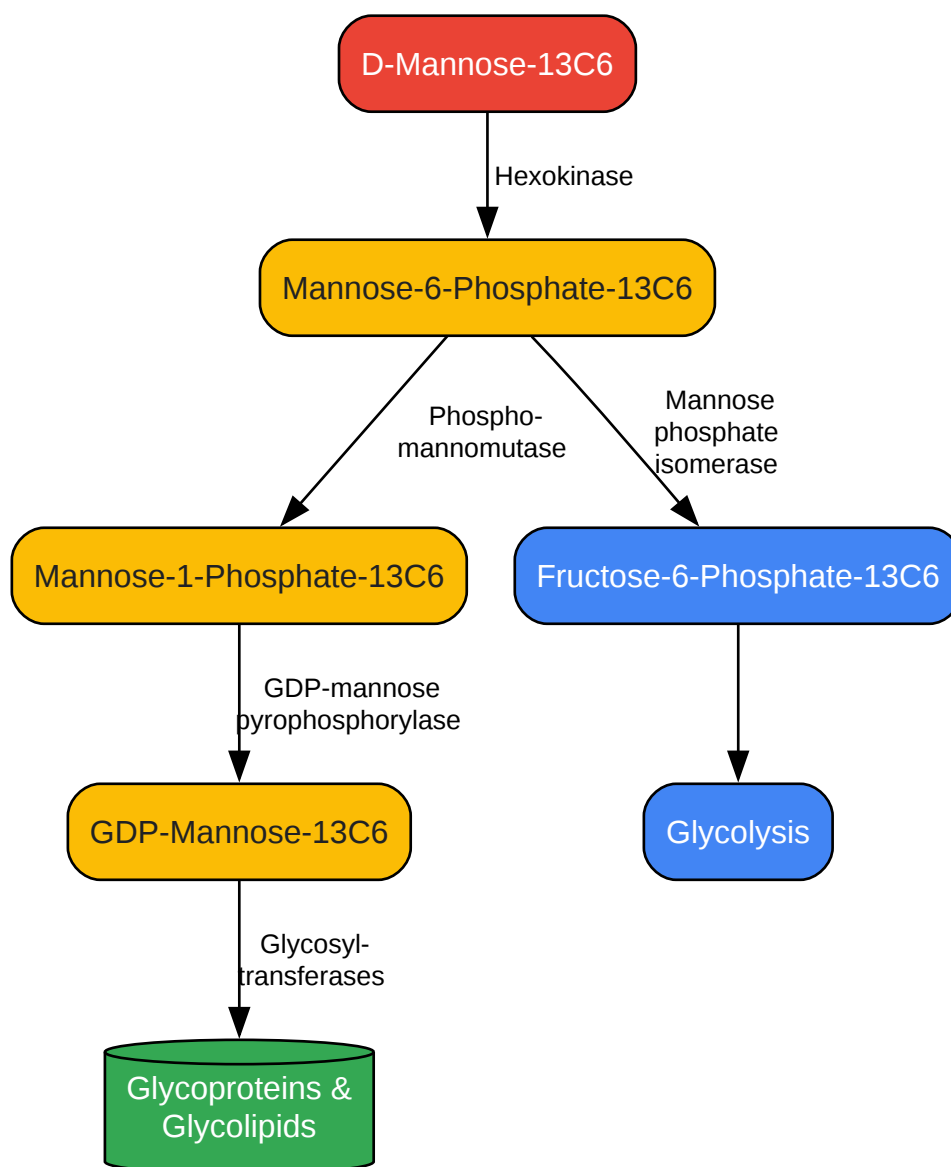 D-Mannose-13C6
Hexokinase
Mannose-6-Phosphate-13C6
Phospho-
mannomutase
Mannose
phosphate
isomerase
Mannose-1-Phosphate-13C6
Fructose-6-Phosphate-13C6
GDP-mannose
pyrophosphorylase
GDP-Mannose-13C6
Glycolysis
Glycosyl-
transferases
Glycoproteins &
Glycolipids